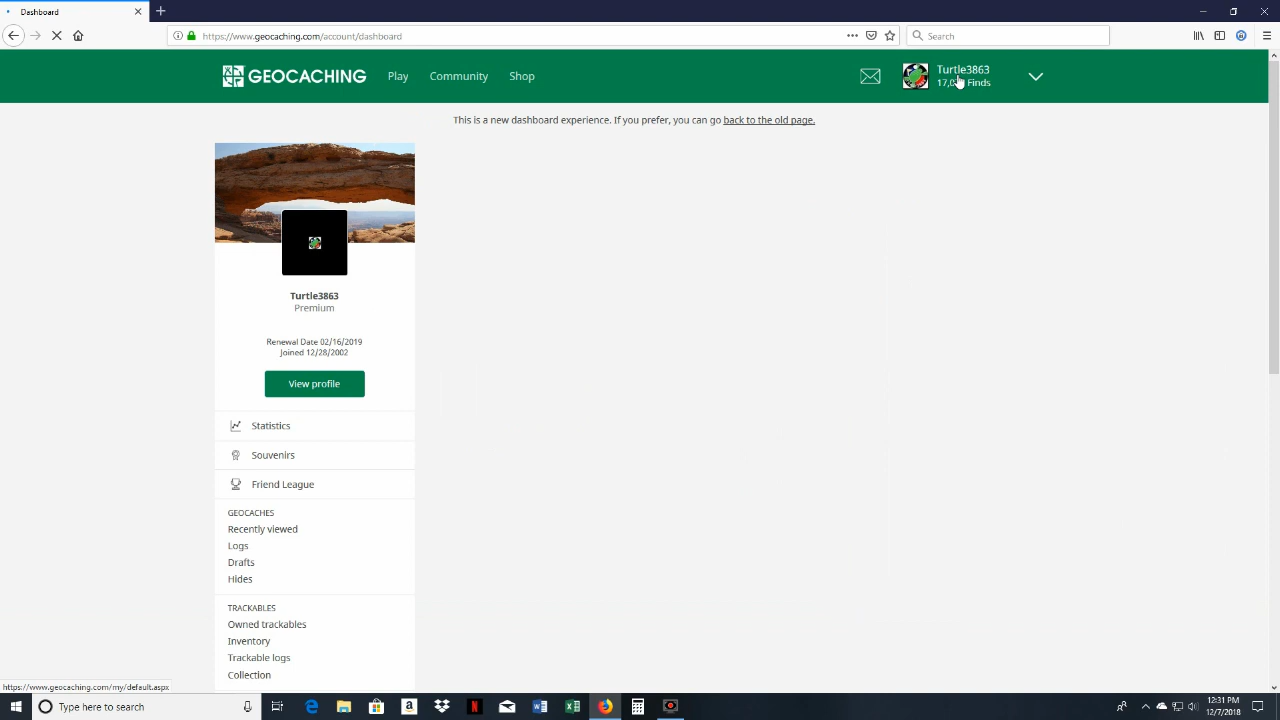 Dashboard
https://www.geocaching.com/account/dashboard
Search
GEOCACHING
Play
Community
Shop
Turtle3863
Finds
This is a new dashboard experience. If you prefer, you can go back to the old page.
Turtle3863
Premium
Renewal Date 02/16/2019
Joined 12/28/2002
View profile
Statistics
Souvenirs
Friend League
GEOCACHES
Recently viewed
Logs
Drafts
Hides
TRACKABLES
Owned trackables
Inventory
Trackable logs
Collection
https://www.geocaching.com/my/default.aspx
Type here to search
12:31 PM
12/7/2018